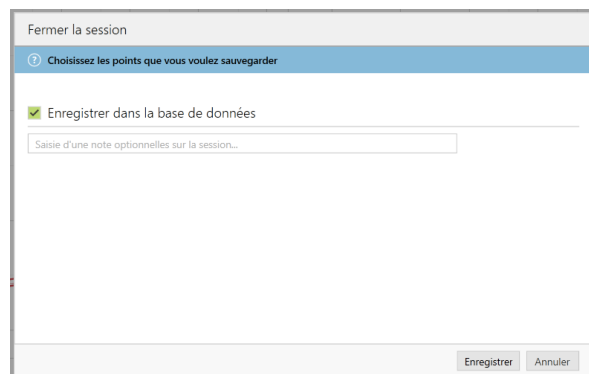 Fermer la session
? Choisissez les points que vous voulez sauvegarder
Enregistrer dans la base de données
Saisie d'une note optionnelles sur la session...
Enregistrer Annuler